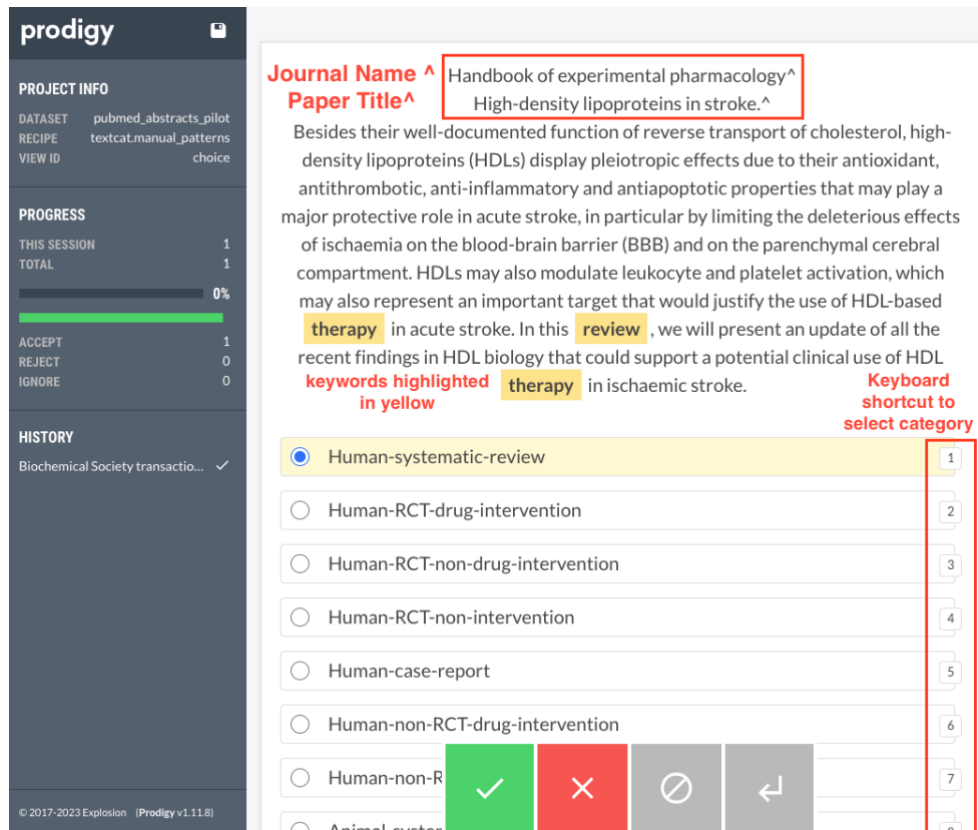 prodigy
PROJECT INFO
DATASET pubmed_abstracts_pilot
RECIPE textcat.manual_patterns
VIEW ID choice
PROGRESS
THIS SESSION 1
TOTAL 1
0%
ACCEPT 1
REJECT 0
IGNORE 0
HISTORY
Biochemical Society transactio...
© 2017-2023 Explosion (Prodigy v1.11.8)
Journal Name ^
Paper Title^
Handbook of experimental pharmacology^
High-density lipoproteins in stroke.^
Besides their well-documented function of reverse transport of cholesterol, high-
density lipoproteins (HDLs) display pleiotropic effects due to their antioxidant,
antithrombotic, anti-inflammatory and antiapoptotic properties that may play a
major protective role in acute stroke, in particular by limiting the deleterious effects
of ischaemia on the blood-brain barrier (BBB) and on the parenchymal cerebral
compartment. HDLs may also modulate leukocyte and platelet activation, which
may also represent an important target that would justify the use of HDL-based
therapy in acute stroke. In this review , we will present an update of all the
recent findings in HDL biology that could support a potential clinical use of HDL
therapy in ischaemic stroke.
keywords highlighted
in yellow
Keyboard
shortcut to
select category
Human-systematic-review 1
Human-RCT-drug-intervention 2
Human-RCT-non-drug-intervention 3
Human-RCT-non-intervention 4
Human-case-report 5
Human-non-RCT-drug-intervention 6
Human-non-R 7